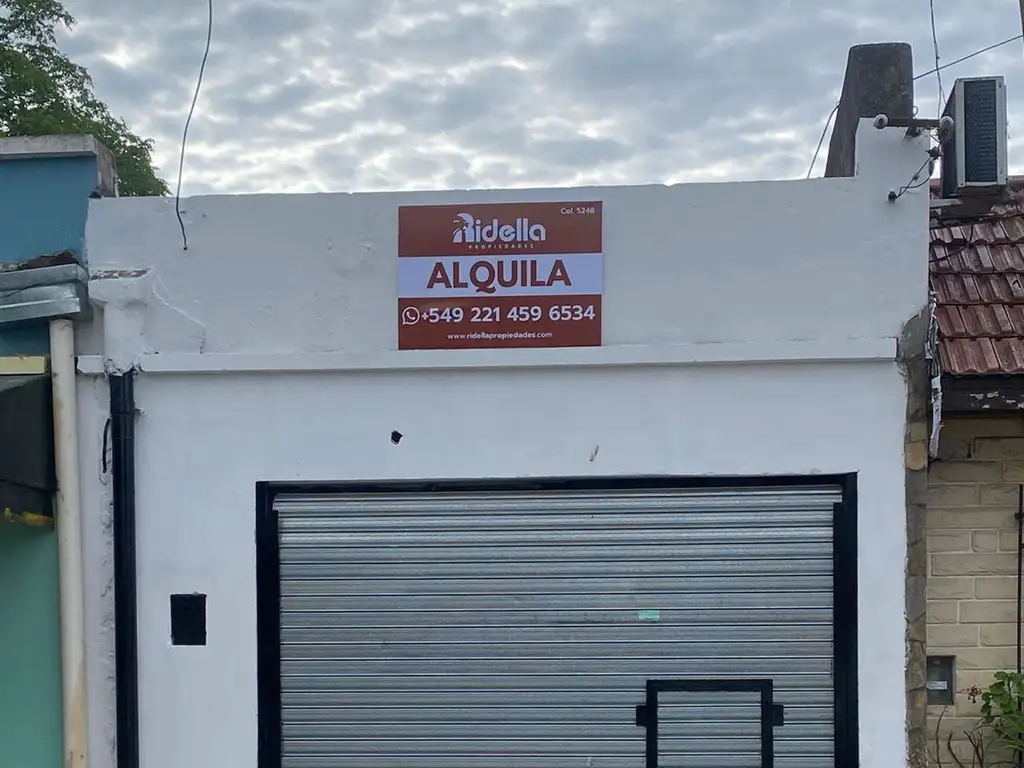 Col. 5248
Ridella
PROPIEDADES
ALQUILA
+549 221 459 6534
www.ridellapropiedades.com